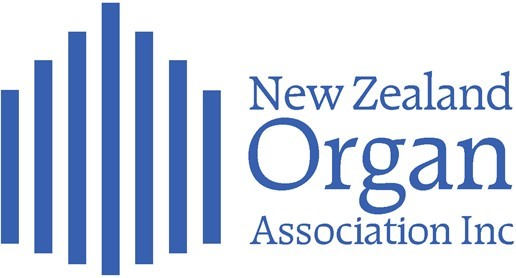 New Zealand
Organ
Association Inc